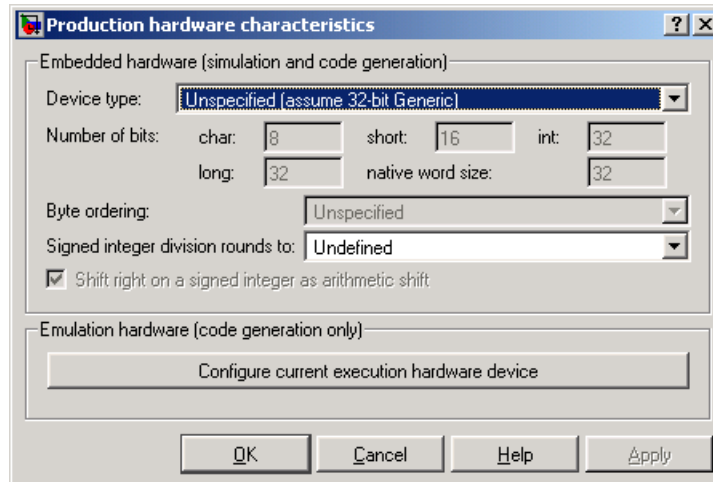 Production hardware characteristics
Embedded hardware (simulation and code generation)
Device type: Unspecified (assume 32-bit Generic)
Number of bits: char: 8 short: 16 int: 32
long: 32 native word size: 32
Byte ordering: Unspecified
Signed integer division rounds to: Undefined
Shift right on a signed integer as arithmetic shift
Emulation hardware (code generation only)
Configure current execution hardware device
OK Cancel Help Apply